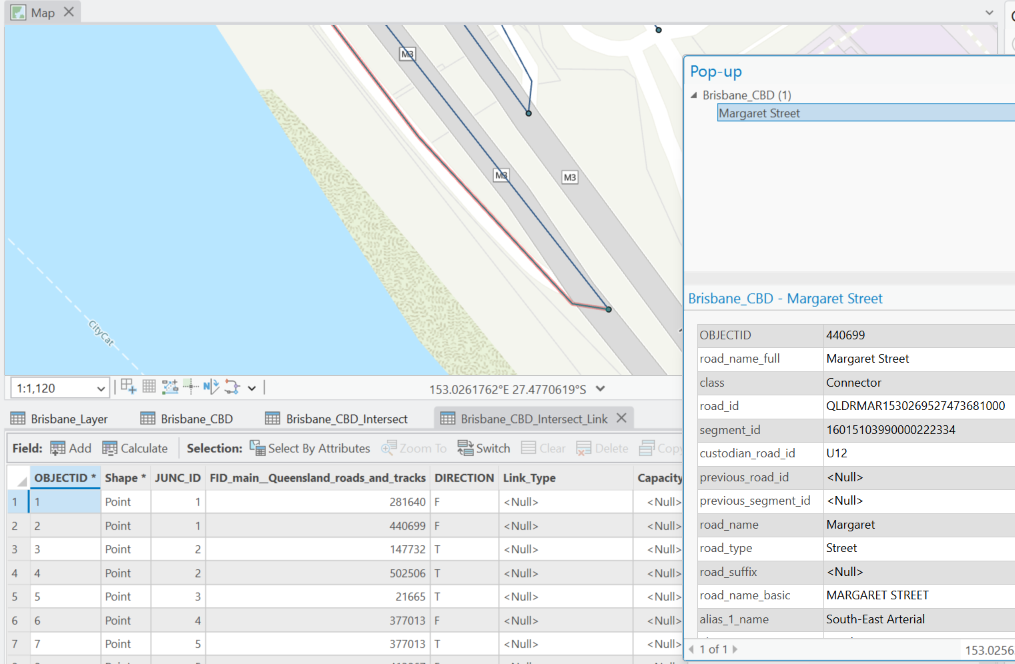 Map
M3
M3
M3
CityCat
Pop-up
Brisbane_CBD (1)
Margaret Street
Brisbane_CBD - Margaret Street
OBJECTID 440699
road_name_full Margaret Street
class Connector
road_id QLDRMAR1530269527473681000
segment_id 16015103990000222334
custodian_road_id U12
previous_road_id <Null>
previous_segment_id <Null>
road_name Margaret
road_type Street
road_suffix <Null>
road_name_basic MARGARET STREET
alias_1_name South-East Arterial
1 of 1 153.0256
1:1,120 153.0261762°E 27.4770619°S
Brisbane_Layer Brisbane_CBD Brisbane_CBD_Intersect Brisbane_CBD_Intersect_Link
Field: Add Calculate Selection: Select By Attributes Zoom To Switch Clear Delete Copy
OBJECTID * Shape * JUNC_ID FID_main__Queensland_roads_and_tracks DIRECTION Link_Type Capacity
1 1 Point 1 281640 F <Null> <Null>
2 2 Point 1 440699 F <Null> <Null>
3 3 Point 2 147732 T <Null> <Null>
4 4 Point 2 502506 T <Null> <Null>
5 5 Point 3 21665 T <Null> <Null>
6 6 Point 4 377013 F <Null> <Null>
7 7 Point 5 377013 T <Null> <Null>